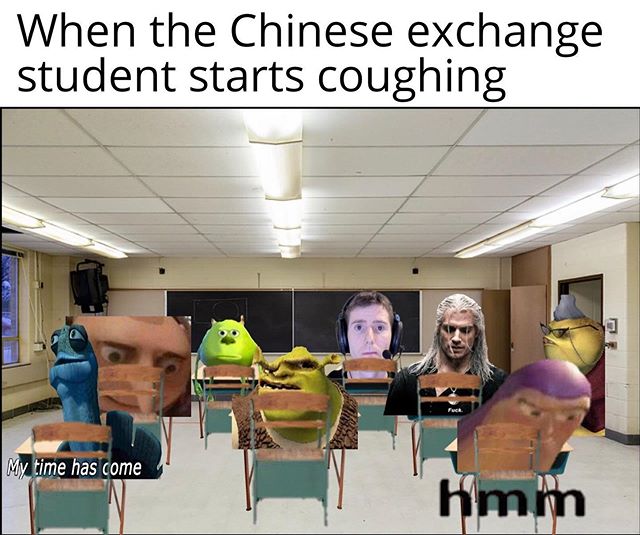 When the Chinese exchange
student starts coughing
Fuck.
My time has come
hmm